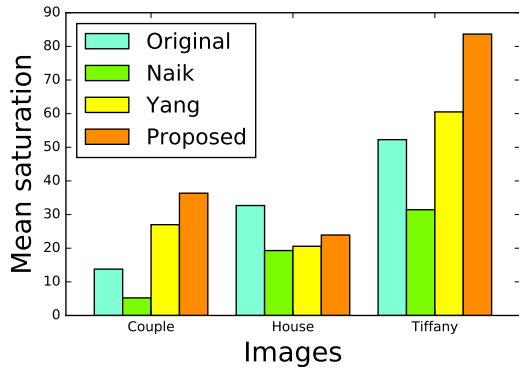 90
80
70
60
50
40
30
20
10
0
Mean saturation
Original
Naik
Yang
Proposed
Couple House Tiffany
Images